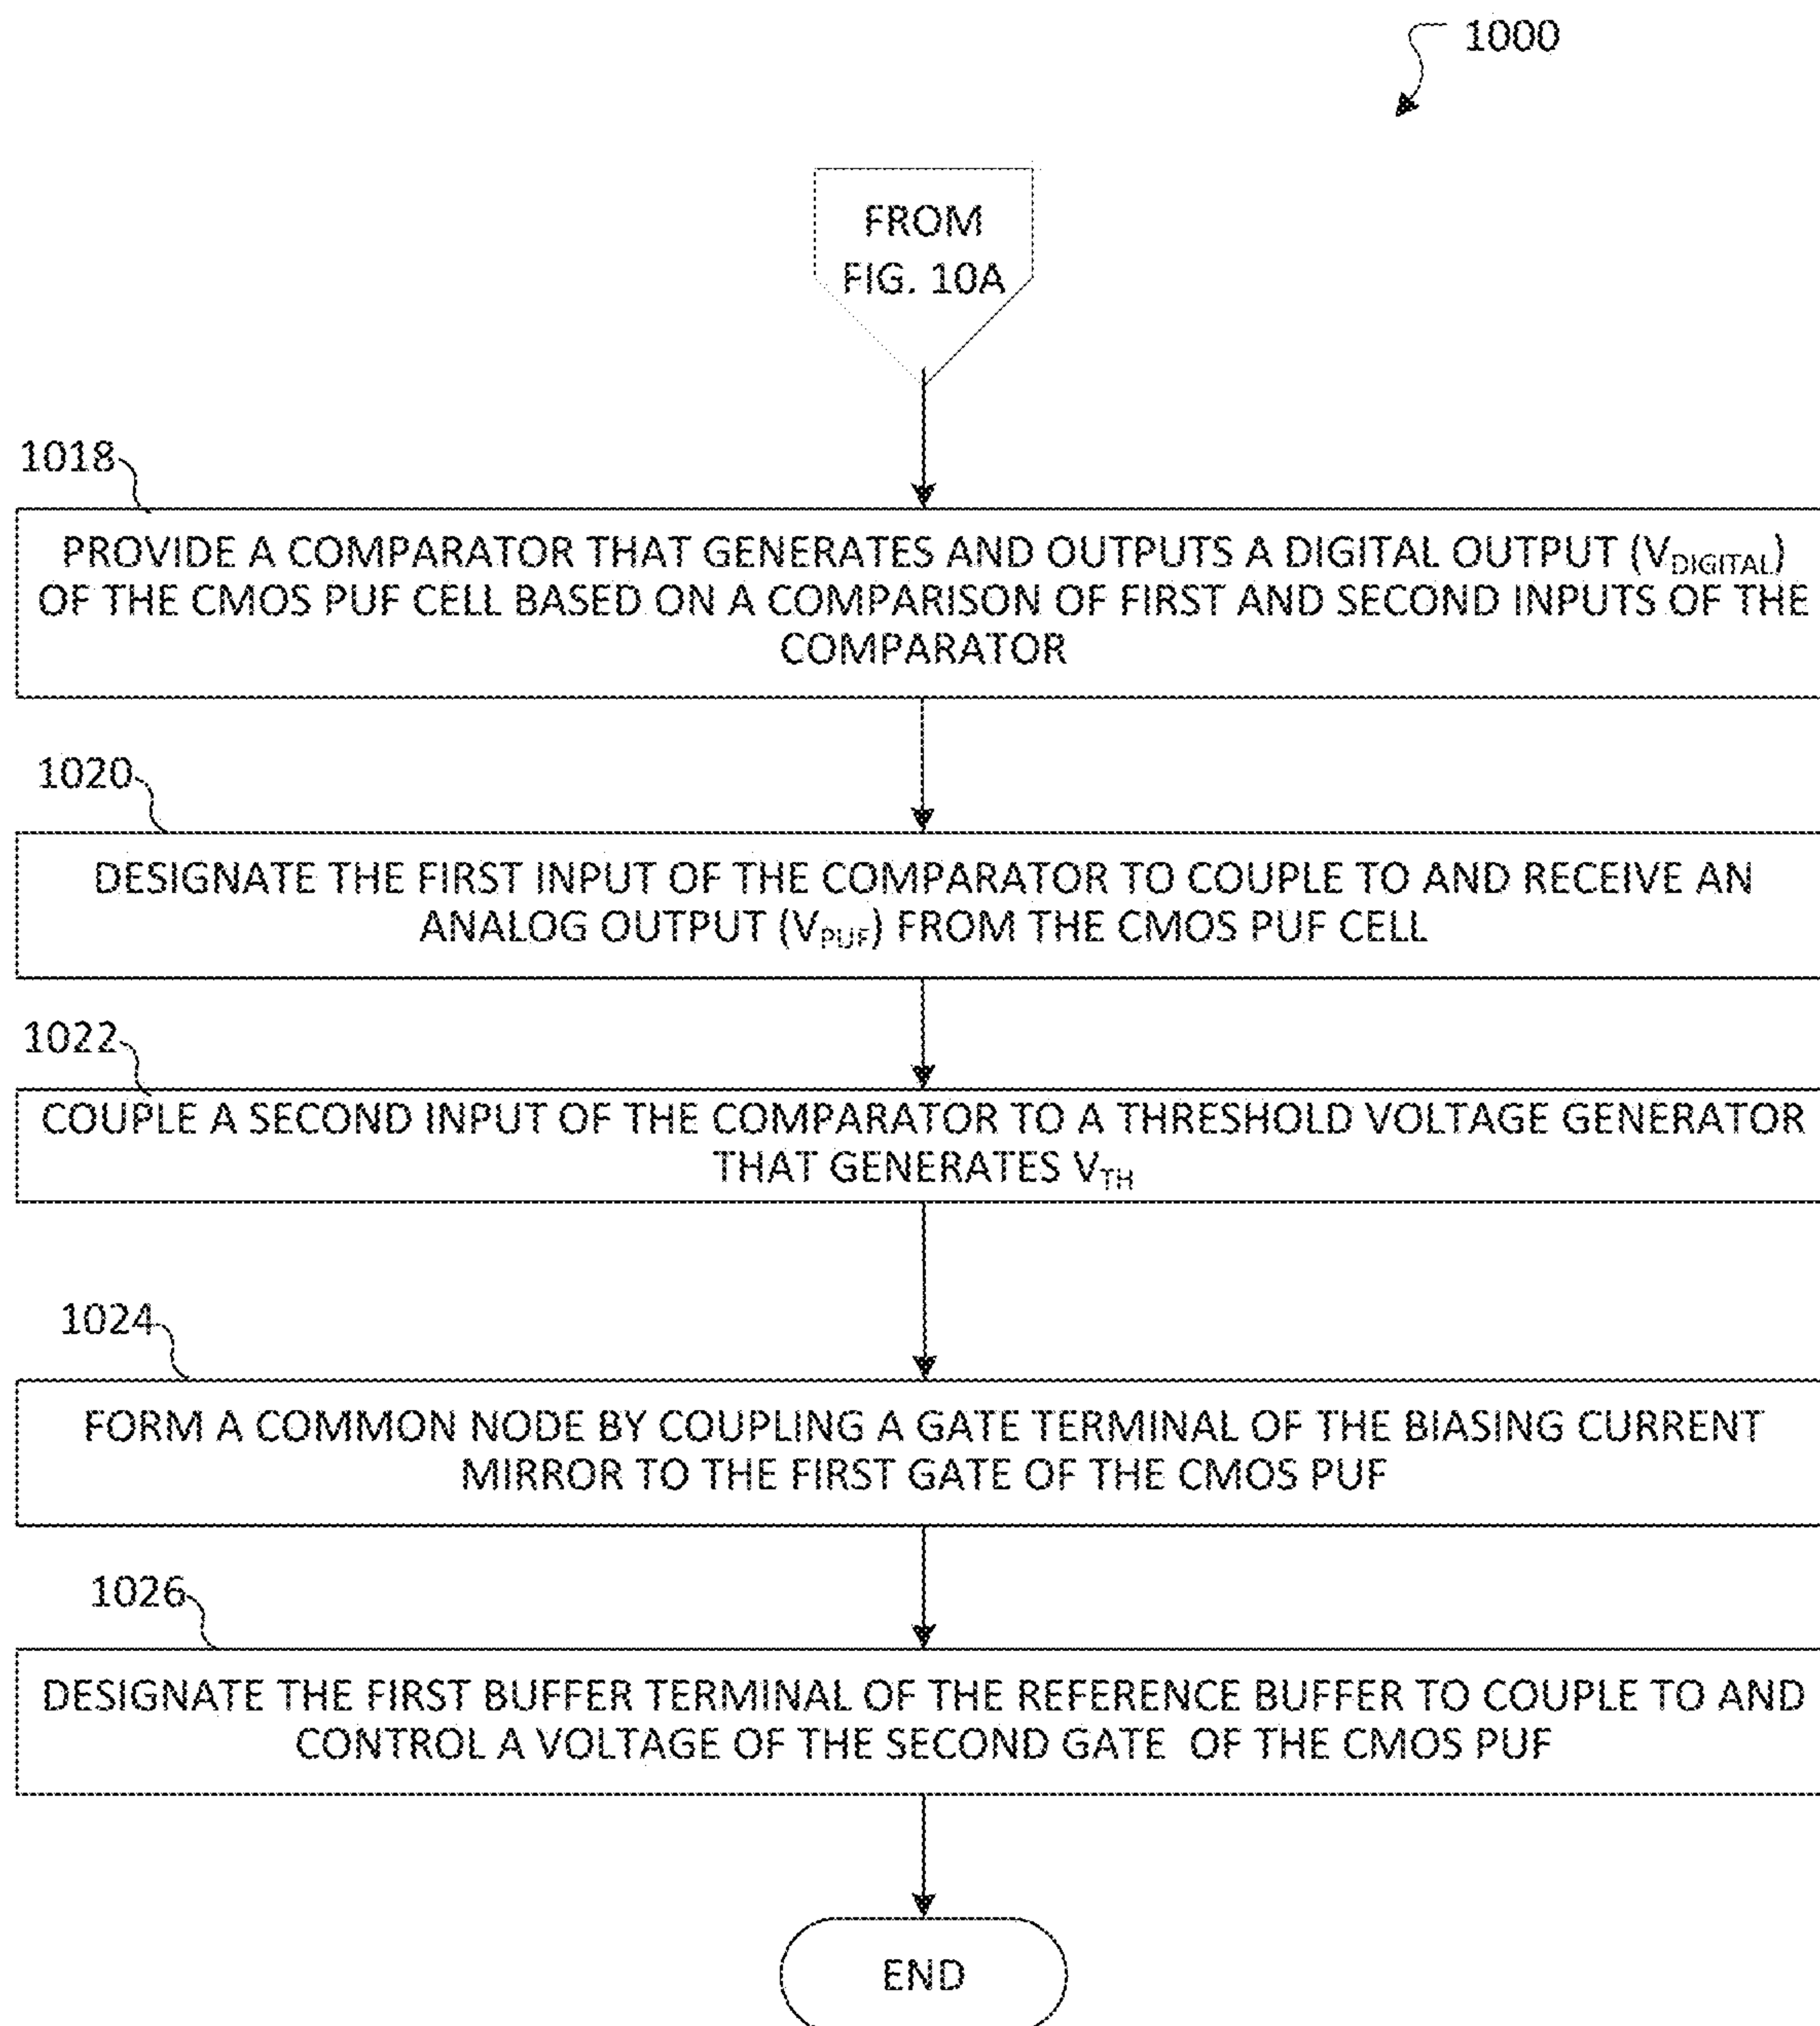 1000
FROM
FIG. 10A
1018
PROVIDE A COMPARATOR THAT GENERATES AND OUTPUTS A DIGITAL OUTPUT (VDIGITAL)
OF THE CMOS PUF CELL BASED ON A COMPARISON OF FIRST AND SECOND INPUTS OF THE
COMPARATOR
1020
DESIGNATE THE FIRST INPUT OF THE COMPARATOR TO COUPLE TO AND RECEIVE AN
ANALOG OUTPUT (VPUF) FROM THE CMOS PUF CELL
1022
COUPLE A SECOND INPUT OF THE COMPARATOR TO A THRESHOLD VOLTAGE GENERATOR
THAT GENERATES VTH
1024
FORM A COMMON NODE BY COUPLING A GATE TERMINAL OF THE BIASING CURRENT
MIRROR TO THE FIRST GATE OF THE CMOS PUF
1026
DESIGNATE THE FIRST BUFFER TERMINAL OF THE REFERENCE BUFFER TO COUPLE TO AND
CONTROL A VOLTAGE OF THE SECOND GATE OF THE CMOS PUF
END